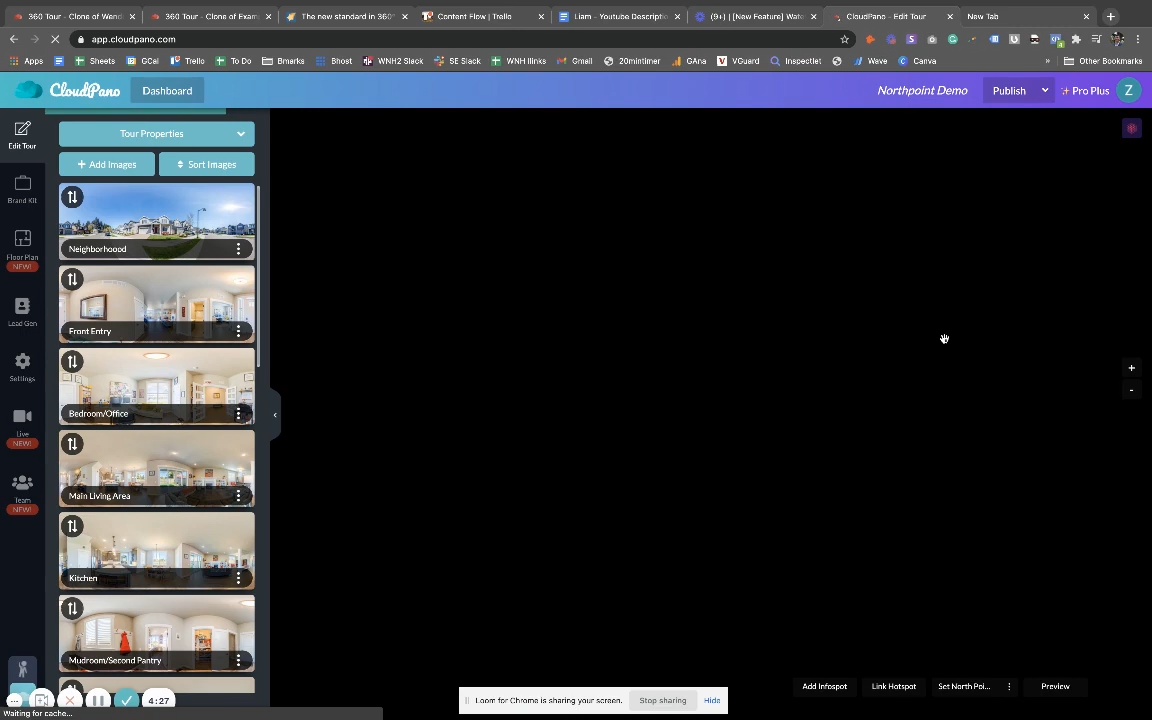 360 Tour - Clone of Wend
360 Tour - Clone of Exam
The new standard in 360°
Content Flow | Trello
Liam - Youtube Descriptio
(9+) | [New Feature] Wate
CloudPano - Edit Tour
New Tab
app.cloudpano.com
Apps
Sheets
GCal
Trello
To Do
Bmarks
Bhost
WNH2 Slack
SE Slack
WNH llinks
Gmail
20mintimer
GAna
VGuard
Inspectlet
Wave
Canva
»
Other Bookmarks
CloudPano
Dashboard
Northpoint Demo
Publish
Pro Plus
Z
Edit Tour
Brand Kit
Floor Plan
NEW!
Lead Gen
Settings
Live
NEW!
Team
NEW!
Tour Properties
+ Add Images
Sort Images
Neighborhoood
Front Entry
Bedroom/Office
Main Living Area
Kitchen
Mudroom/Second Pantry
+
-
Add Infospot
Link Hotspot
Set North Poi...
Preview
4:27
Loom for Chrome is sharing your screen.
Stop sharing
Hide
Waiting for cache...